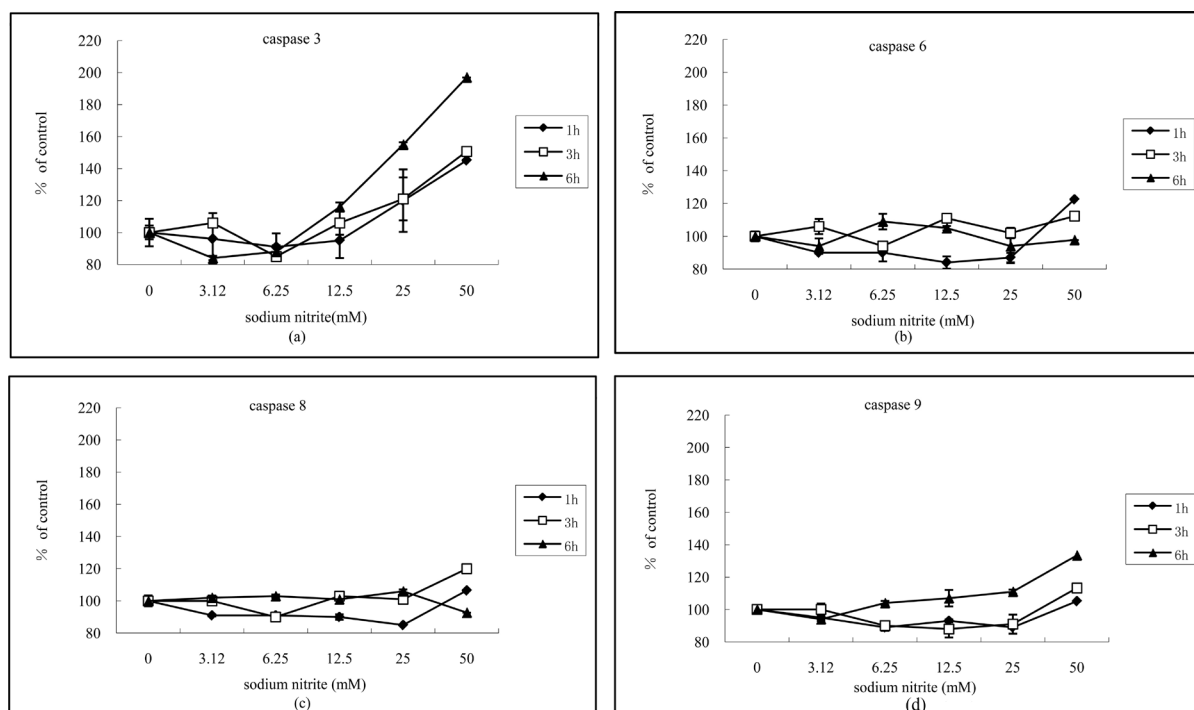 caspase 3
220
200
180
160
140
120
100
80
% of control
0 3.12 6.25 12.5 25 50
sodium nitrite(mM)
(a)
1h
3h
6h
caspase 6
220
200
180
160
140
120
100
80
% of control
0 3.12 6.25 12.5 25 50
sodium nitrite (mM)
(b)
1h
3h
6h
caspase 8
220
200
180
160
140
120
100
80
% of control
0 3.12 6.25 12.5 25 50
sodium nitrite (mM)
(c)
1h
3h
6h
caspase 9
220
200
180
160
140
120
100
80
% of control
0 3.12 6.25 12.5 25 50
sodium nitrite (mM)
(d)
1h
3h
6h